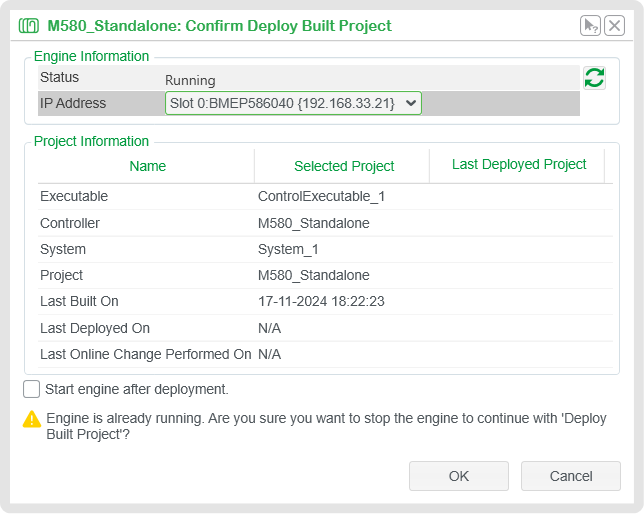 M580_Standalone: Confirm Deploy Built Project
Engine Information
Status Running
IP Address Slot 0:BMEP586040 {192.168.33.21}
Project Information
Name Selected Project Last Deployed Project
Executable ControlExecutable_1
Controller M580_Standalone
System System_1
Project M580_Standalone
Last Built On 17-11-2024 18:22:23
Last Deployed On N/A
Last Online Change Performed On N/A
Start engine after deployment.
Engine is already running. Are you sure you want to stop the engine to continue with 'Deploy
Built Project'?
OK Cancel